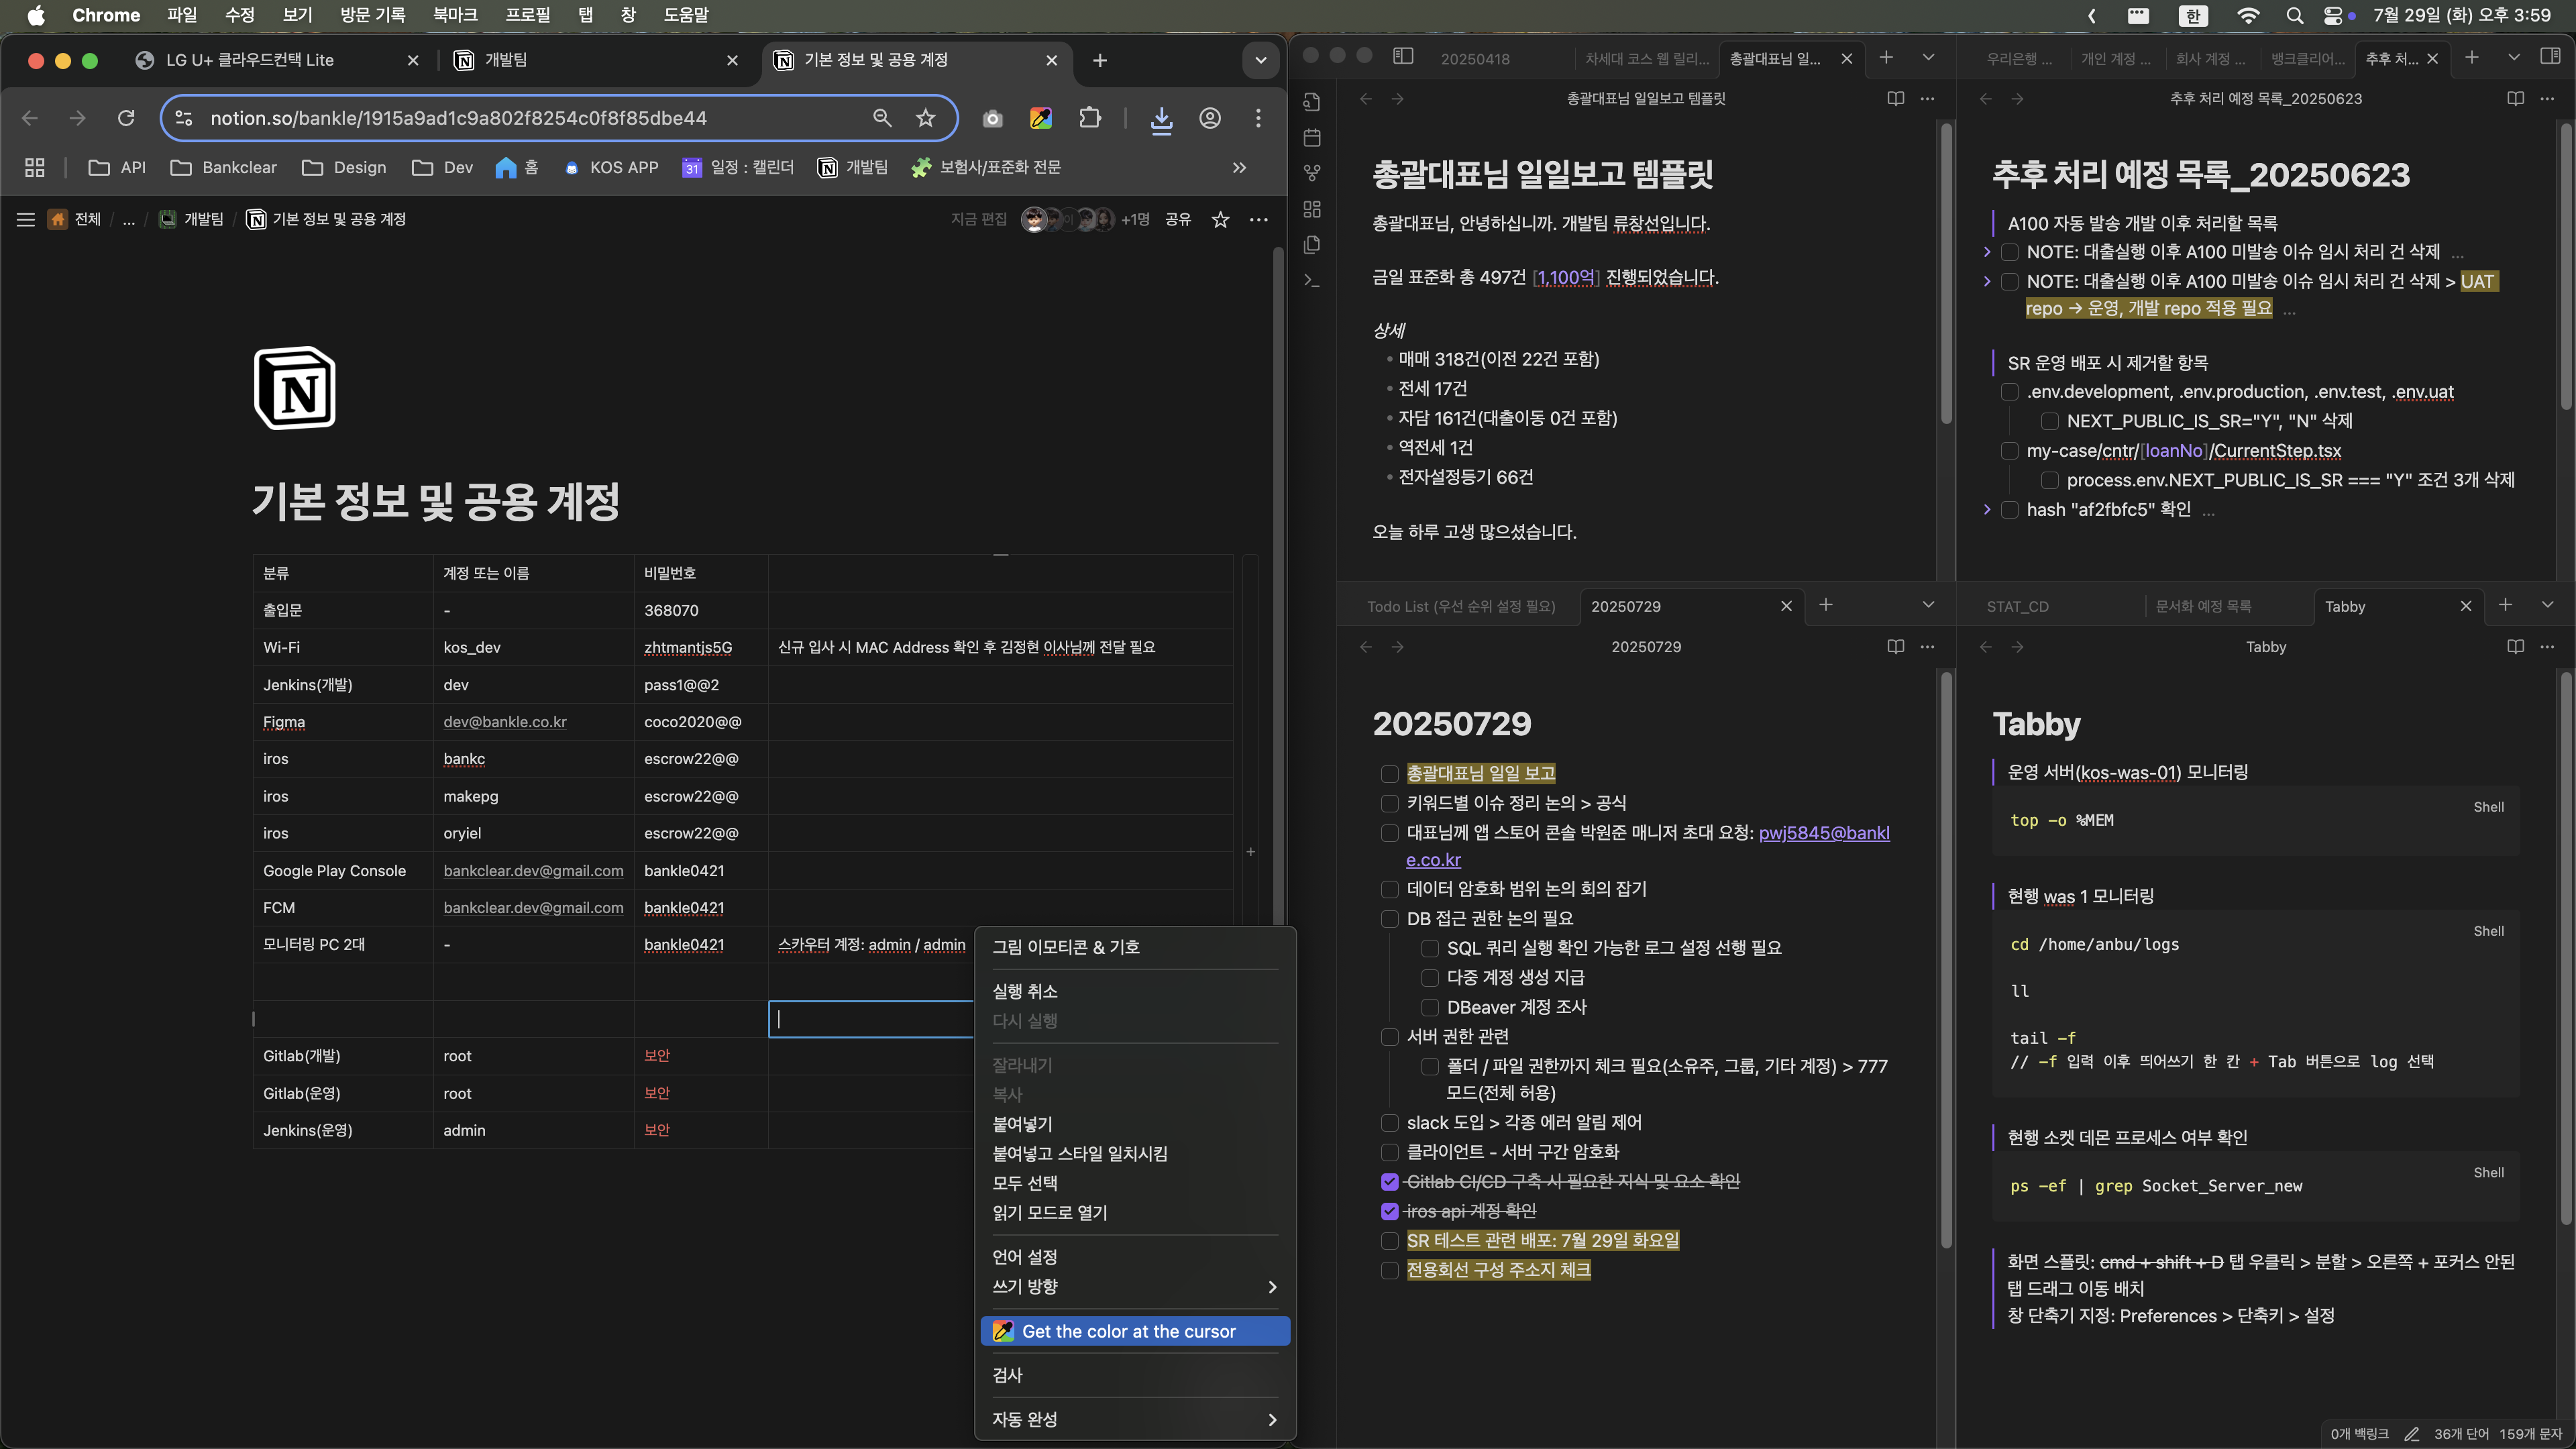 Chrome 파일 수정 보기 방문 기록 북마크 프로필 탭 창 도움말
한 7월 29일 (화) 오후 3:59
LG U+ 클라우드컨택 Lite
개발팀
기본 정보 및 공용 계정
notion.so/bankle/1915a9ad1c9a802f8254c0f8f85dbe44
API Bankclear Design Dev 홈 KOS APP 31 일정 : 캘린더 개발팀 보험사/표준화 전문
전체 / ... / 개발팀 / 기본 정보 및 공용 계정
지금 편집 +1명 공유
기본 정보 및 공용 계정
분류 계정 또는 이름 비밀번호
출입문 - 368070
Wi-Fi kos_dev zhtmantjs5G 신규 입사 시 MAC Address 확인 후 김정현 이사님께 전달 필요
Jenkins(개발) dev pass1@@2
Figma dev@bankle.co.kr coco2020@@
iros bankc escrow22@@
iros makepg escrow22@@
iros oryiel escrow22@@
Google Play Console bankclear.dev@gmail.com bankle0421
FCM bankclear.dev@gmail.com bankle0421
모니터링 PC 2대 - bankle0421 스카우터 계정: admin / admin
Gitlab(개발) root 보안
Gitlab(운영) root 보안
Jenkins(운영) admin 보안
그림 이모티콘 & 기호
실행 취소
다시 실행
잘라내기
복사
붙여넣기
붙여넣고 스타일 일치시킴
모두 선택
읽기 모드로 열기
언어 설정
쓰기 방향
Get the color at the cursor
검사
자동 완성
20250418 차세대 코스 웹 릴리... 총괄대표님 일...
총괄대표님 일일보고 템플릿
총괄대표님 일일보고 템플릿
총괄대표님, 안녕하십니까. 개발팀 류창선입니다.
금일 표준화 총 497건 [1,100억] 진행되었습니다.
상세
매매 318건(이전 22건 포함)
전세 17건
자담 161건(대출이동 0건 포함)
역전세 1건
전자설정등기 66건
오늘 하루 고생 많으셨습니다.
우리은행 ... 개인 계정 ... 회사 계정 ... 뱅크클리어... 추후 처...
추후 처리 예정 목록_20250623
추후 처리 예정 목록_20250623
A100 자동 발송 개발 이후 처리할 목록
NOTE: 대출실행 이후 A100 미발송 이슈 임시 처리 건 삭제 ...
NOTE: 대출실행 이후 A100 미발송 이슈 임시 처리 건 삭제 > UAT
repo → 운영, 개발 repo 적용 필요 ...
SR 운영 배포 시 제거할 항목
.env.development, .env.production, .env.test, .env.uat
NEXT_PUBLIC_IS_SR="Y", "N" 삭제
my-case/cntr/[loanNo]/CurrentStep.tsx
process.env.NEXT_PUBLIC_IS_SR === "Y" 조건 3개 삭제
hash "af2fbfc5" 확인 ...
Todo List (우선 순위 설정 필요) 20250729
20250729
20250729
총괄대표님 일일 보고
키워드별 이슈 정리 논의 > 공식
대표님께 앱 스토어 콘솔 박원준 매니저 초대 요청: pwj5845@bankl
e.co.kr
데이터 암호화 범위 논의 회의 잡기
DB 접근 권한 논의 필요
SQL 쿼리 실행 확인 가능한 로그 설정 선행 필요
다중 계정 생성 지급
DBeaver 계정 조사
서버 권한 관련
폴더 / 파일 권한까지 체크 필요(소유주, 그룹, 기타 계정) > 777
모드(전체 허용)
slack 도입 > 각종 에러 알림 제어
클라이언트 - 서버 구간 암호화
Gitlab CI/CD 구축 시 필요한 지식 및 요소 확인
iros api 계정 확인
SR 테스트 관련 배포: 7월 29일 화요일
전용회선 구성 주소지 체크
STAT_CD 문서화 예정 목록 Tabby
Tabby
Tabby
운영 서버(kos-was-01) 모니터링
Shell
top -o %MEM
현행 was 1 모니터링
Shell
cd /home/anbu/logs
ll
tail -f
// -f 입력 이후 띄어쓰기 한 칸 + Tab 버튼으로 log 선택
현행 소켓 데몬 프로세스 여부 확인
Shell
ps -ef | grep Socket_Server_new
화면 스플릿: cmd + shift + D 탭 우클릭 > 분할 > 오른쪽 + 포커스 안된
탭 드래그 이동 배치
창 단축기 지정: Preferences > 단축키 > 설정
0개 백링크 36개 단어 159개 문자